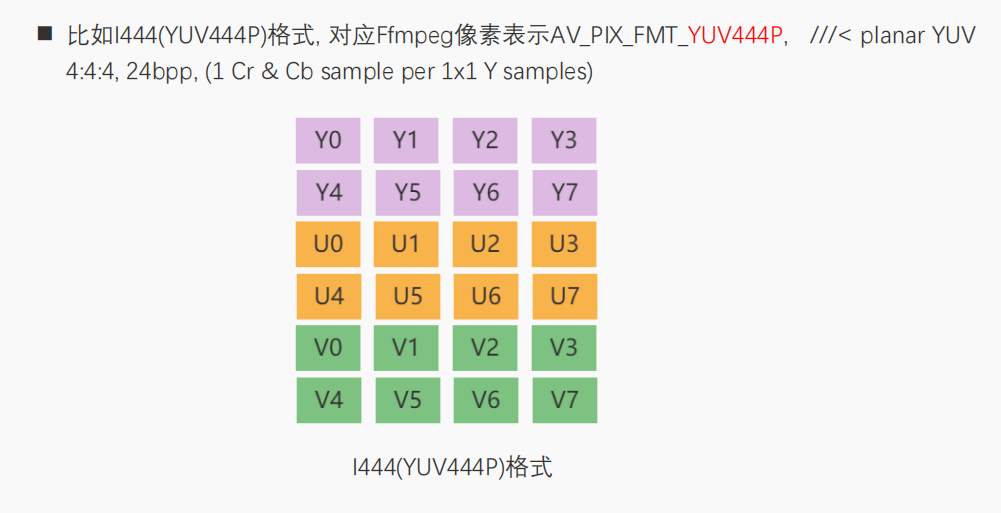 ■ 比如I444(YUV444P)格式, 对应Ffmpeg像素表示AV_PIX_FMT_YUV444P, ///< planar YUV
4:4:4, 24bpp, (1 Cr & Cb sample per 1x1 Y samples)
Y0 Y1 Y2 Y3
Y4 Y5 Y6 Y7
U0 U1 U2 U3
U4 U5 U6 U7
V0 V1 V2 V3
V4 V5 V6 V7
I444(YUV444P)格式